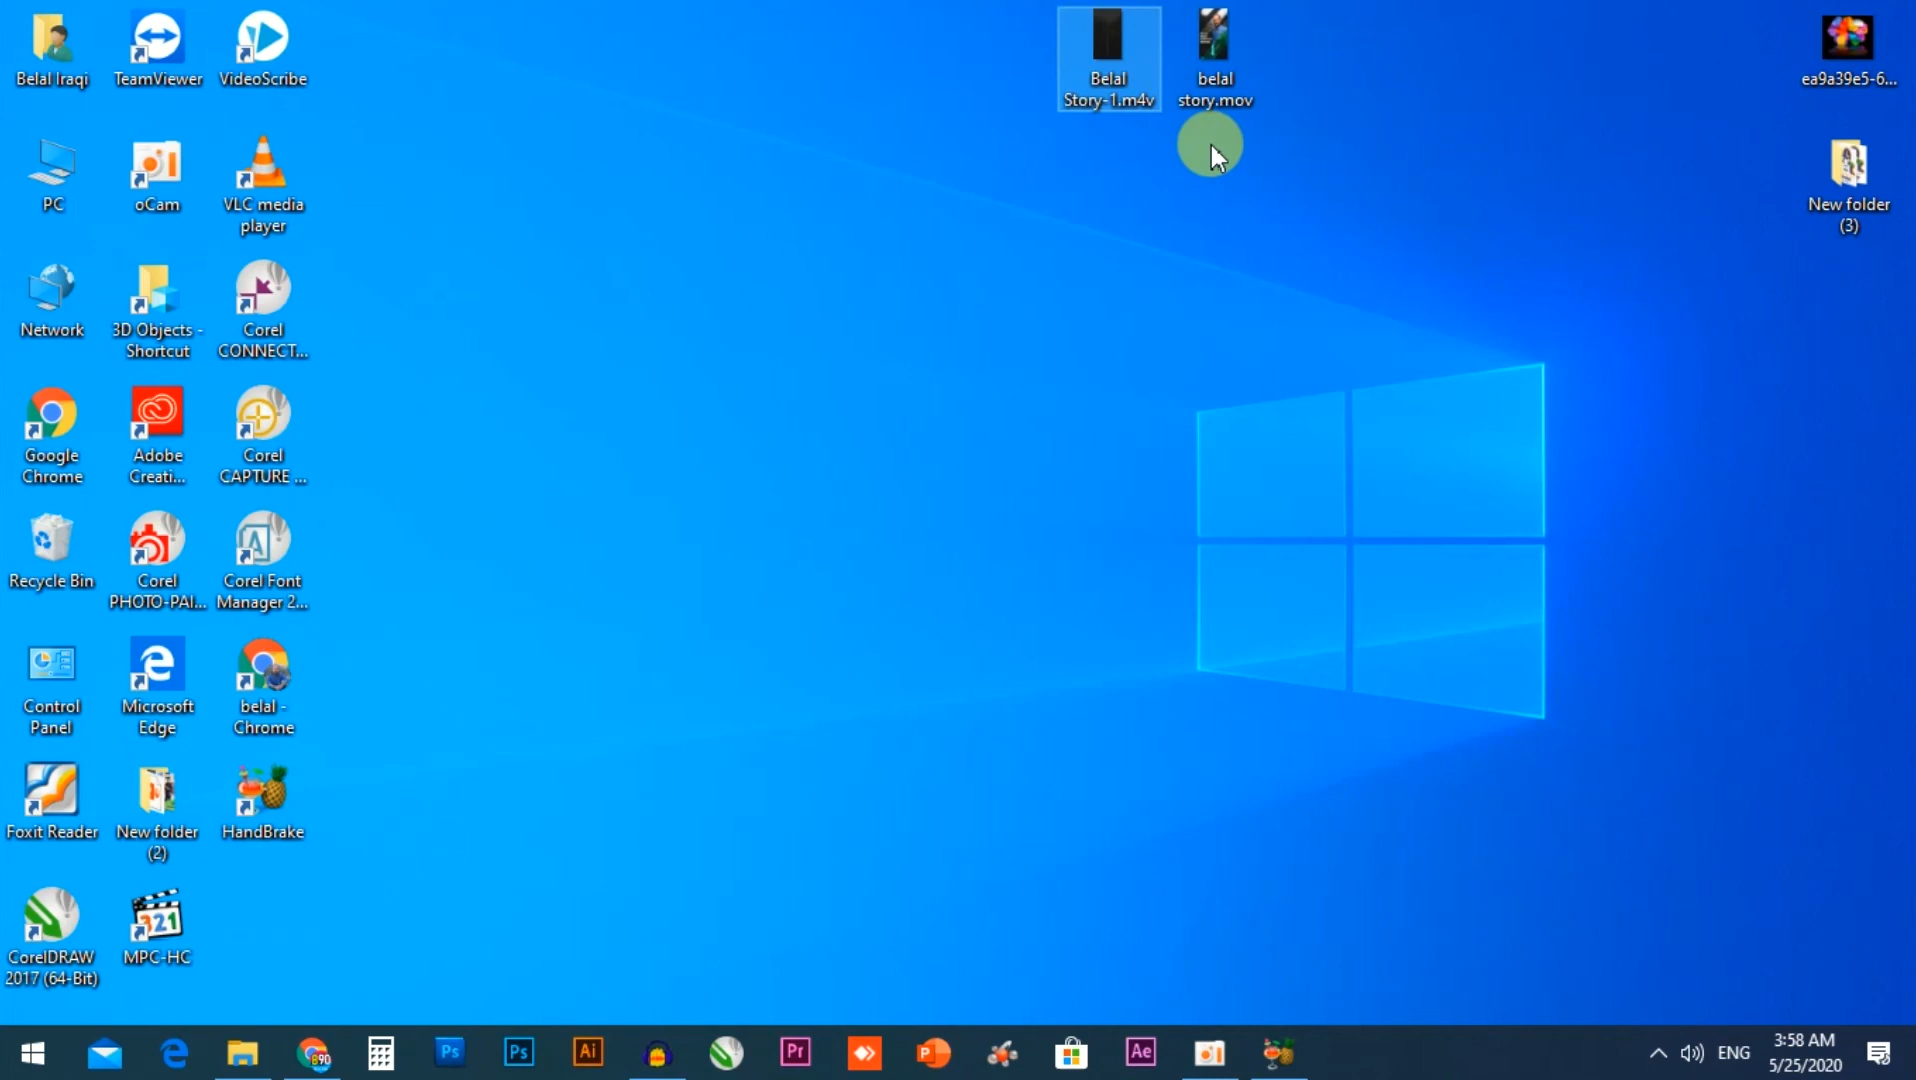 Belal Iraqi
TeamViewer
VideoScribe
Belal
Story-1.m4v
belal
story.mov
ea9a39e5-6...
PC
oCam
VLC media
player
New folder
(3)
Network
3D Objects -
Shortcut
Corel
CONNECT...
Google
Chrome
Adobe
Creati...
Corel
CAPTURE ...
Recycle Bin
Corel
PHOTO-PAI...
Corel Font
Manager 2...
Control
Panel
Microsoft
Edge
belal -
Chrome
Foxit Reader
New folder
(2)
HandBrake
CorelDRAW
2017 (64-Bit)
321
MPC-HC
890
Ps
Ps
Ai
Pr
P
Ae
ENG
3:58 AM
5/25/2020